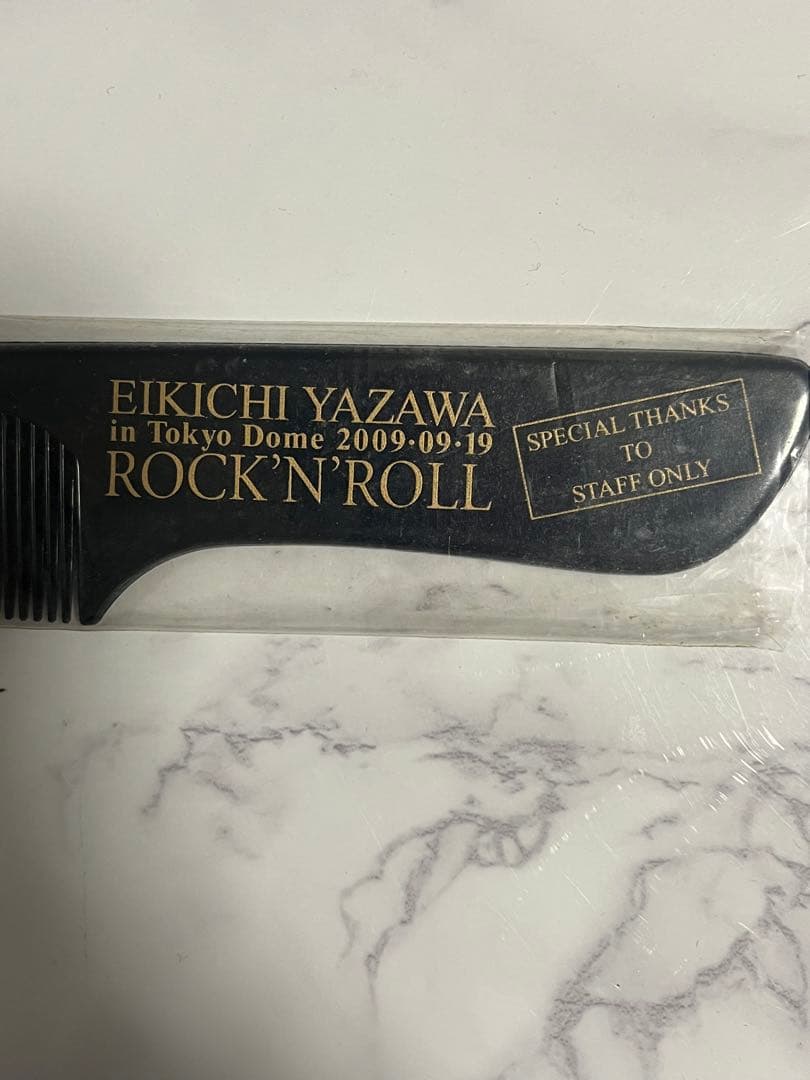 EIKICHI YAZAWA
in Tokyo Dome 2009·09·19
ROCK'N'ROLL
SPECIAL THANKS
TO
STAFF ONLY